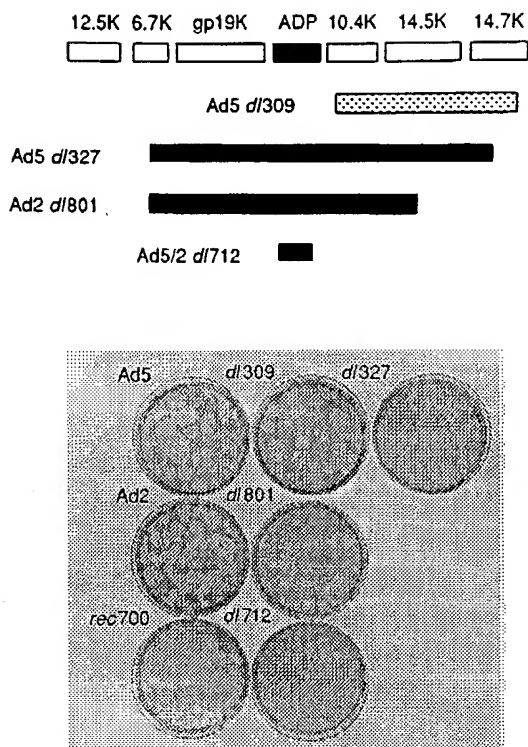 12.5K 6.7K gp19K ADP 10.4K 14.5K 14.7K
Ad5 dl309
Ad5 dl327
Ad2 dl801
Ad5/2 dl712
Ad5 dl309 dl327
Ad2 dl801
rec700 dl712